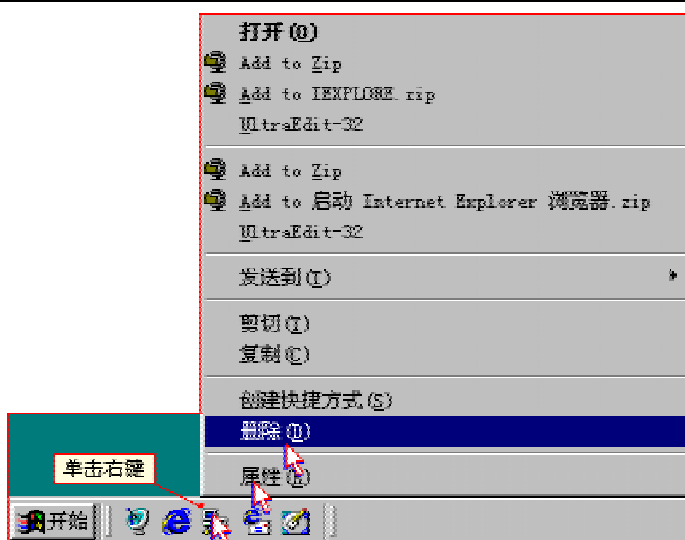 打开(O)
Add to Zip
Add to IEXPLORE.zip
UltraEdit-32
Add to Zip
Add to 启动 Internet Explorer 浏览器.zip
UltraEdit-32
发送到(T)
剪切(T)
复制(C)
创建快捷方式(S)
删除(D)
单击右键
属性(R)
开始